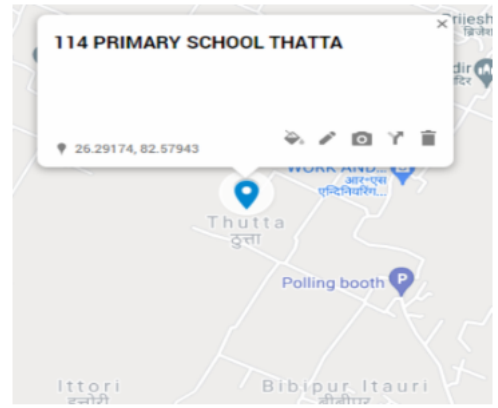 114 PRIMARY SCHOOL THATTA
26.29174, 82.57943
WORK AND...
आर-एस
एन्दिनियरिंग...
Thutta
ठुत्ता
Polling booth
P
Ittori
इत्तोरी
Bibipur Itauri